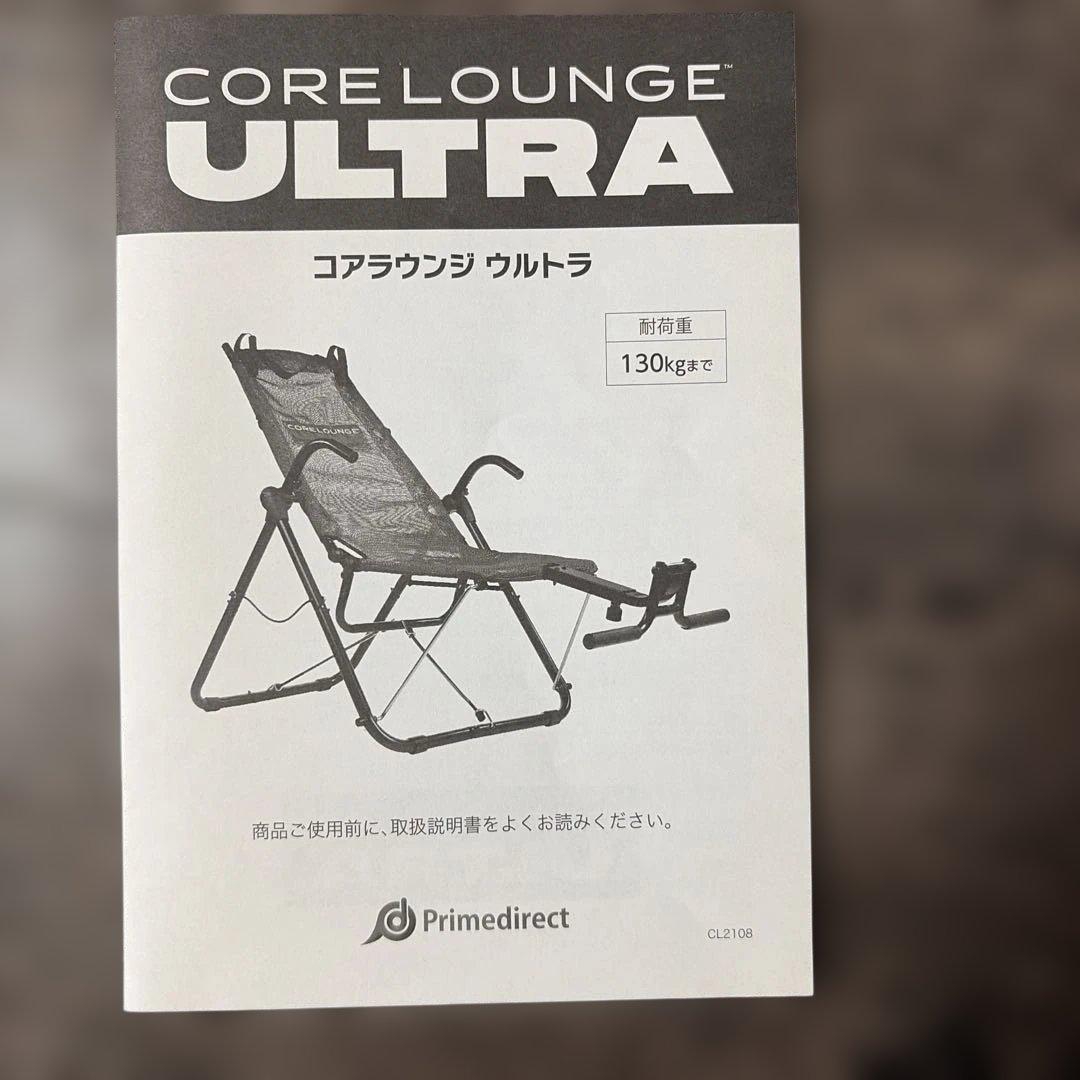 CORE LOUNGE™
ULTRA
コアラウンジ ウルトラ
耐荷重
130kgまで
CORELOUNGE
商品ご使用前に、取扱説明書をよくお読みください。
Primedirect
CL2108